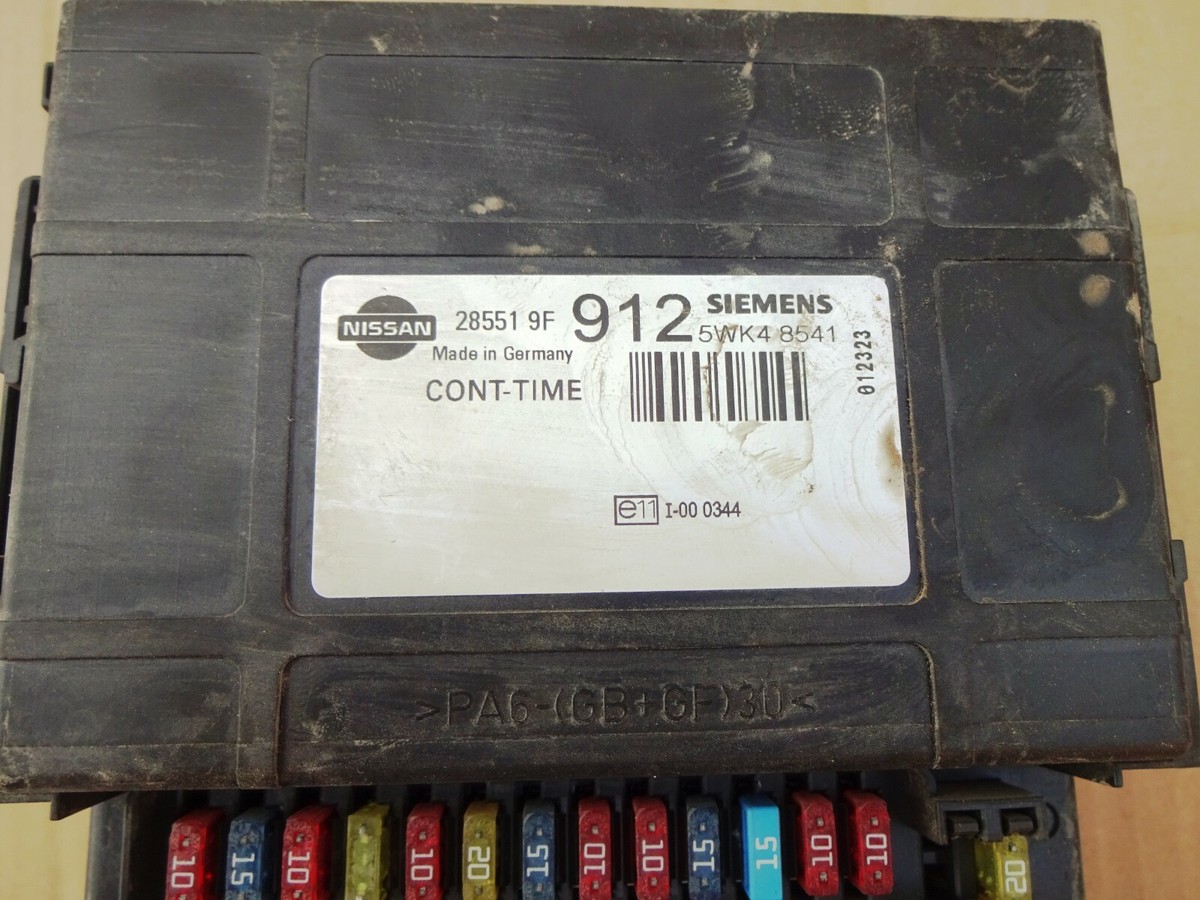 NISSAN 28551 9F 912 SIEMENS
5WK4 8541
Made in Germany
CONT-TIME
012323
e11 I-00 0344
>PA6-(GB+GF)30<
10 15 10 10 20 15 10 10 15 15 10 10 20